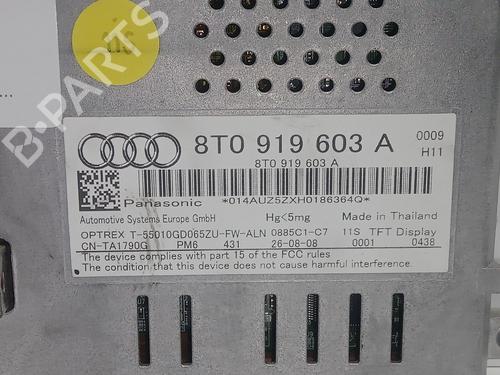 B-PARTS
8T0 919 603 A
0009
H11
8T0 919 603 A
Panasonic
*014AUZ5ZXH0186364Q*
Automotive Systems Europe GmbH
Hg<5mg
Made in Thailand
OPTREX T-55010GD065ZU-FW-ALN 0885C1-C7 11S TFT Display
CN-TA1790G PM6 431 26-08-08 0001 0438
The device complies with part 15 of the FCC rules
The condition that this device does not cause harmful interference